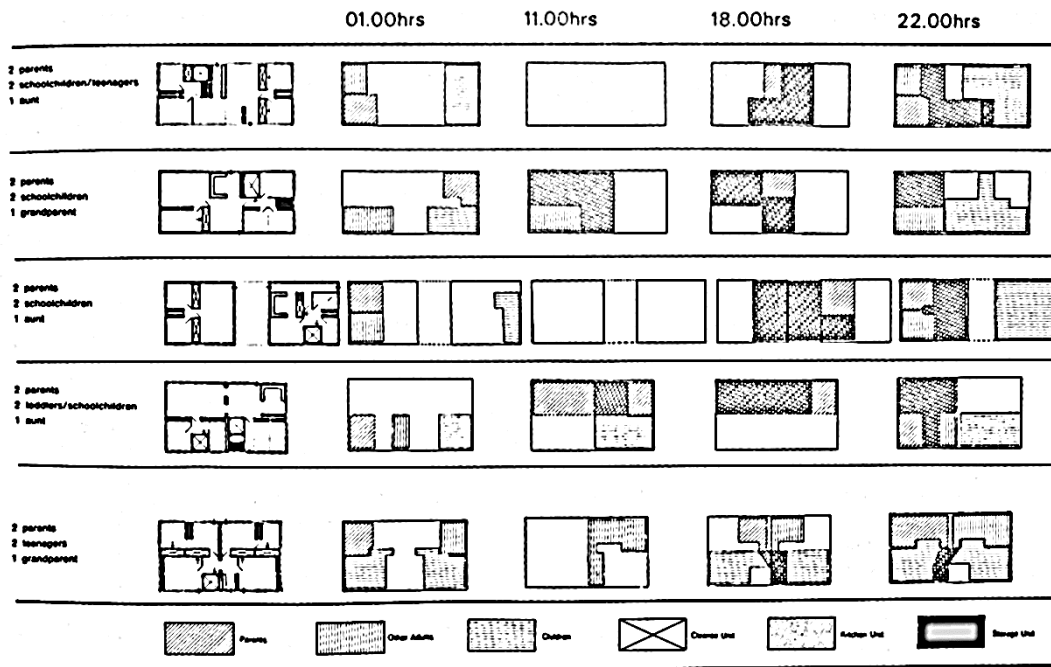 01.00hrs 11.00hrs 18.00hrs 22.00hrs
2 parents
2 schoolchildren/teenagers
1 aunt
2 parents
2 schoolchildren
1 grandparent
2 parents
2 schoolchildren
1 aunt
2 parents
2 toddlers/schoolchildren
1 aunt
2 parents
2 teenagers
1 grandparent
Parents Other Adults Children Kitchen Unit Storage Unit